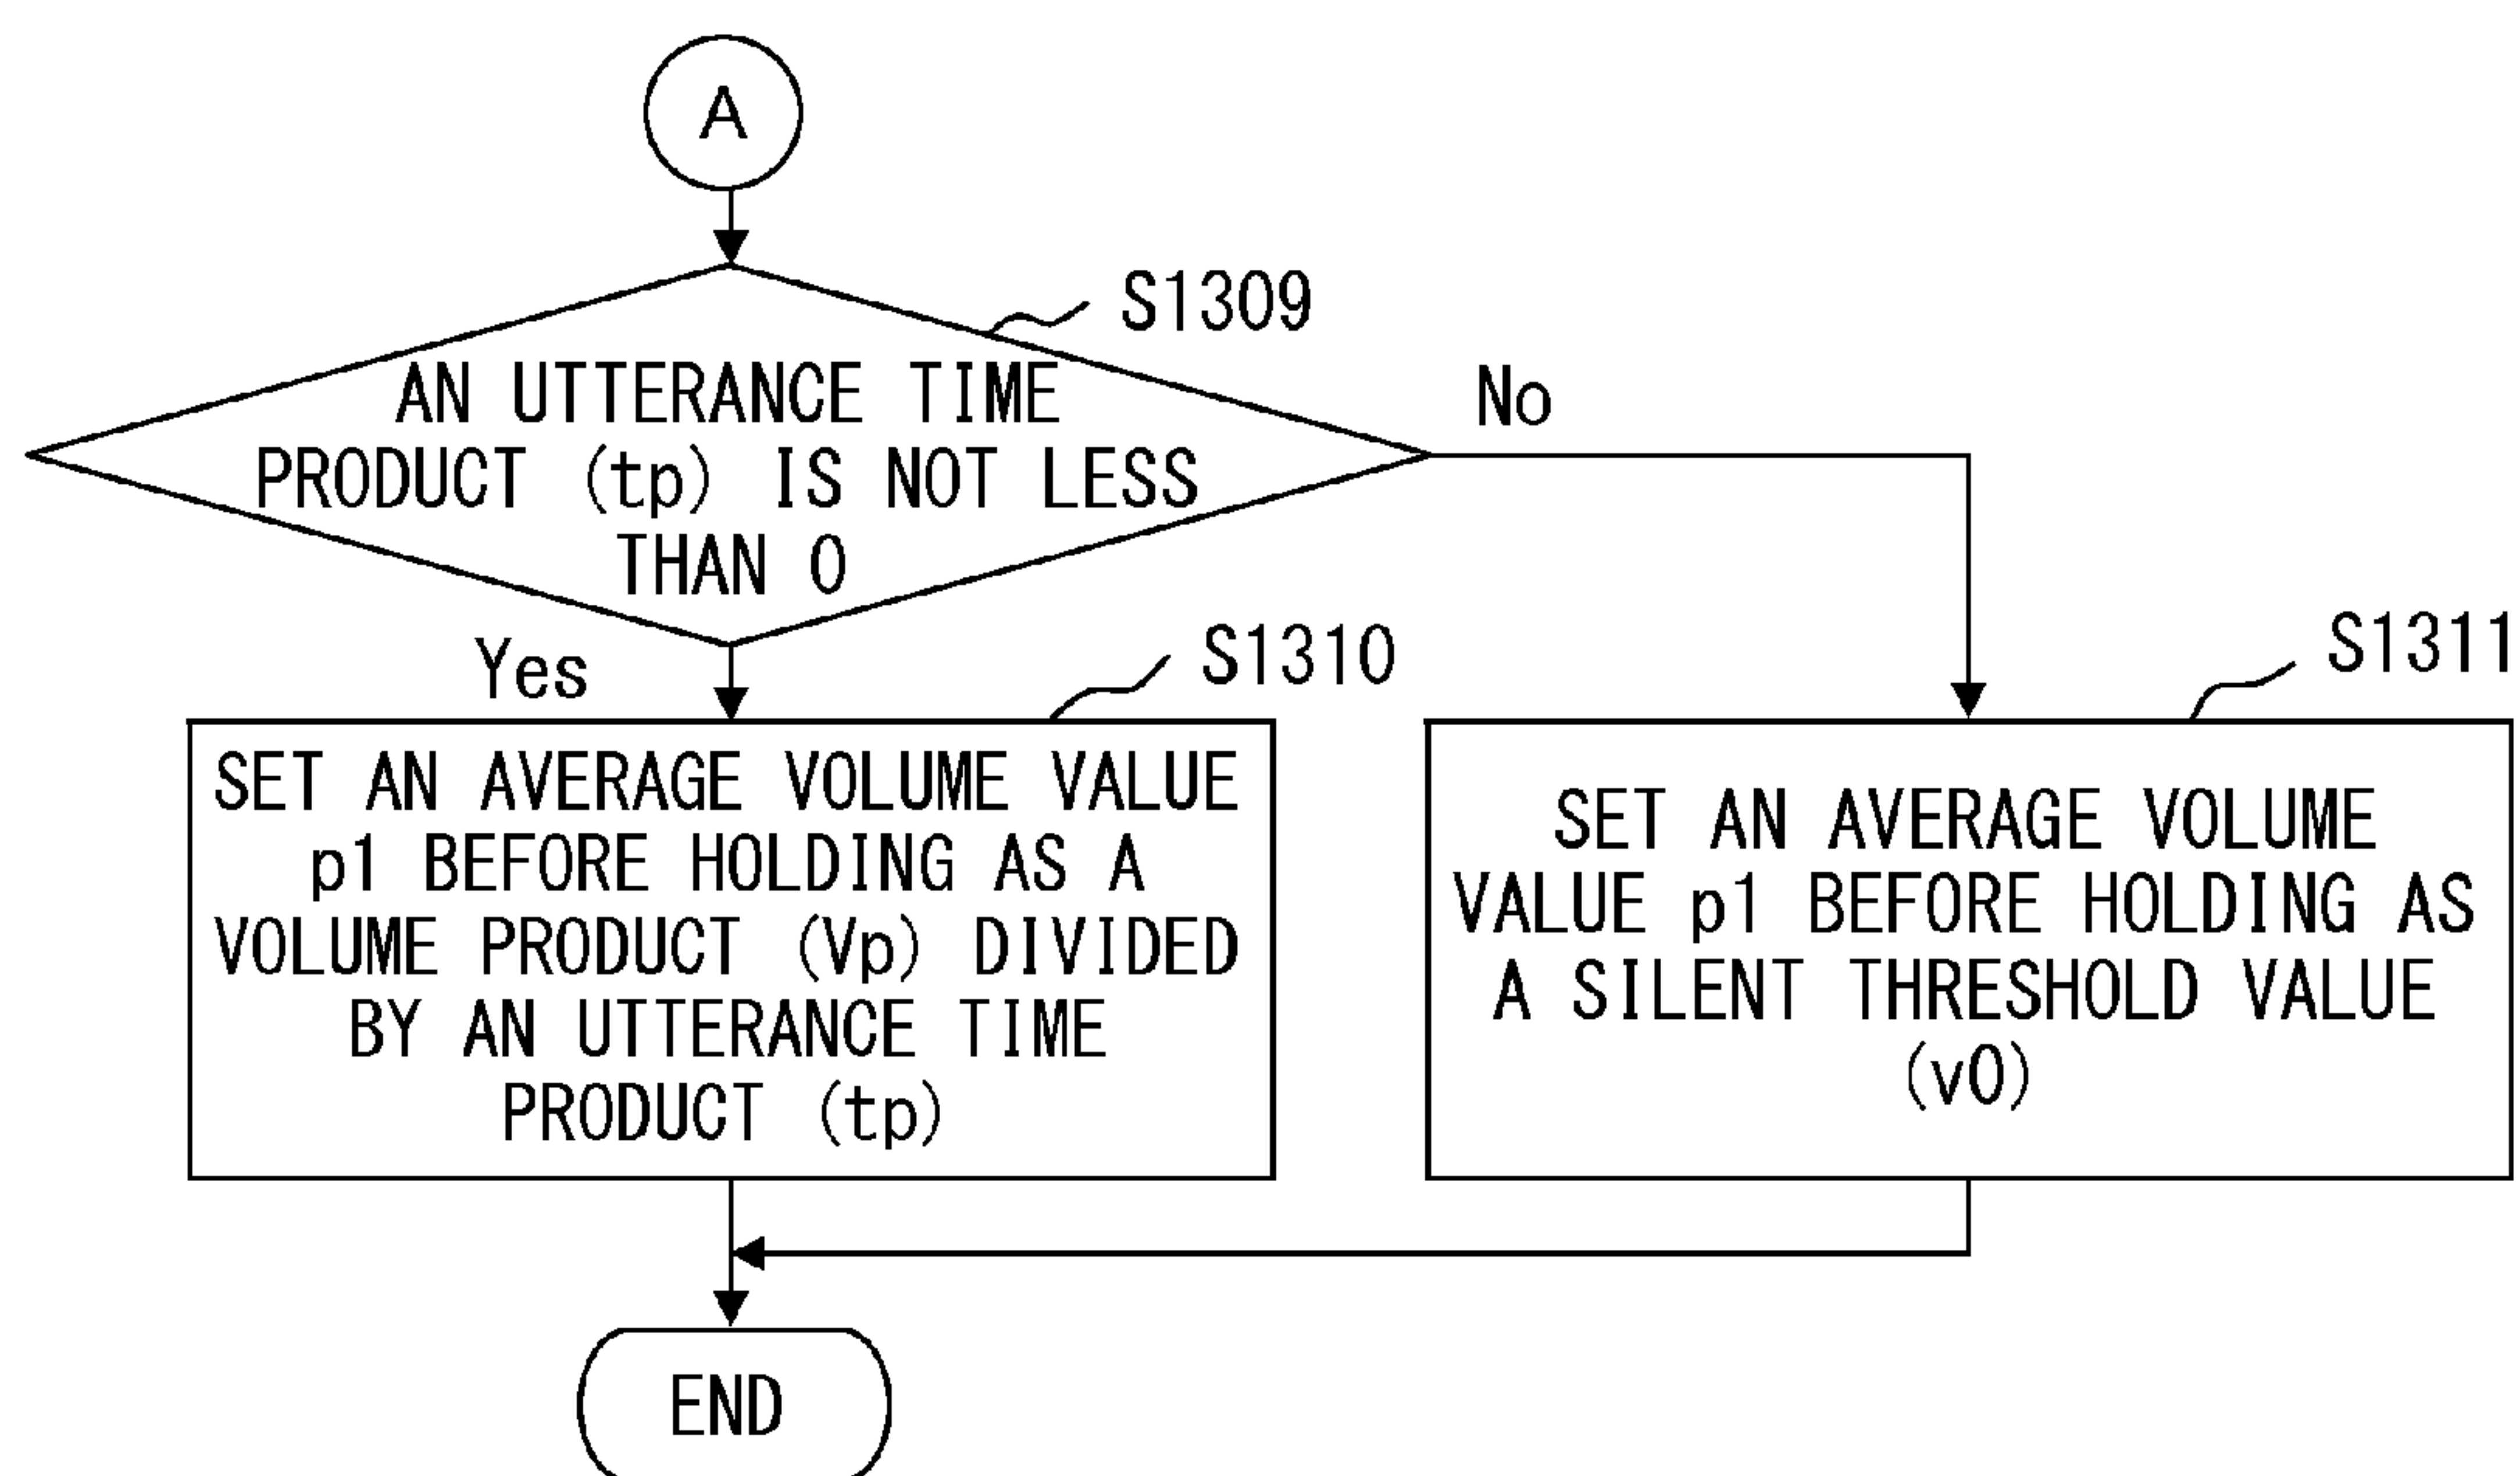 A
S1309
AN UTTERANCE TIME
PRODUCT (tp) IS NOT LESS
THAN 0
No
Yes
S1310
S1311
SET AN AVERAGE VOLUME VALUE
p1 BEFORE HOLDING AS A
VOLUME PRODUCT (Vp) DIVIDED
BY AN UTTERANCE TIME
PRODUCT (tp)
SET AN AVERAGE VOLUME
VALUE p1 BEFORE HOLDING AS
A SILENT THRESHOLD VALUE
(v0)
END